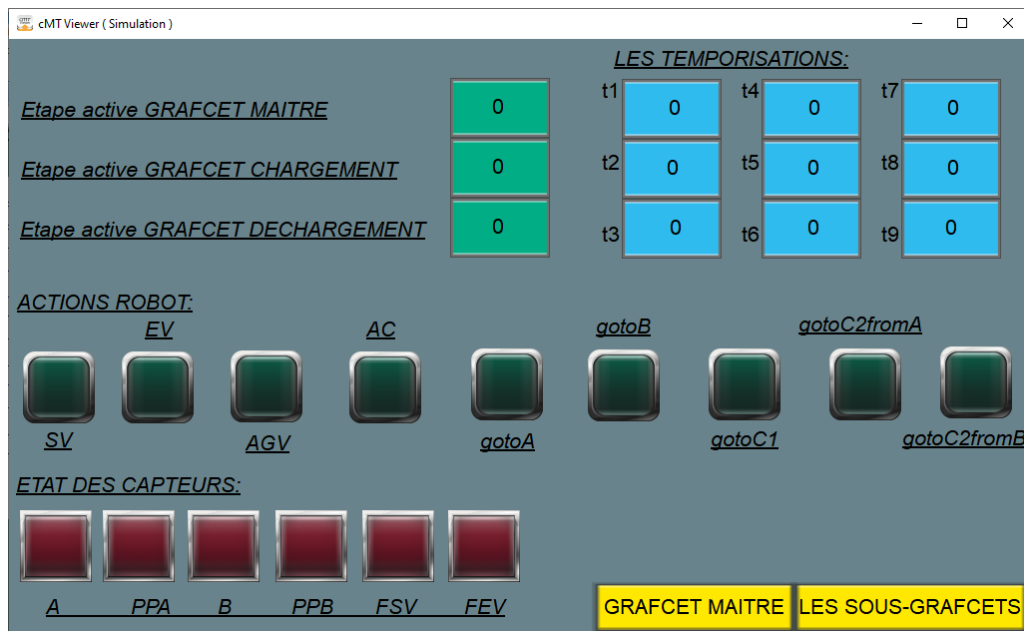 cMT Viewer ( Simulation )
LES TEMPORISATIONS:
Etape active GRAFCET MAITRE 0 t1 0 t4 0 t7 0
Etape active GRAFCET CHARGEMENT 0 t2 0 t5 0 t8 0
Etape active GRAFCET DECHARGEMENT 0 t3 0 t6 0 t9 0
ACTIONS ROBOT:
EV AC gotoB gotoC2fromA
SV AGV gotoA gotoC1 gotoC2fromB
ETAT DES CAPTEURS:
A PPA B PPB FSV FEV
GRAFCET MAITRE LES SOUS-GRAFCETS